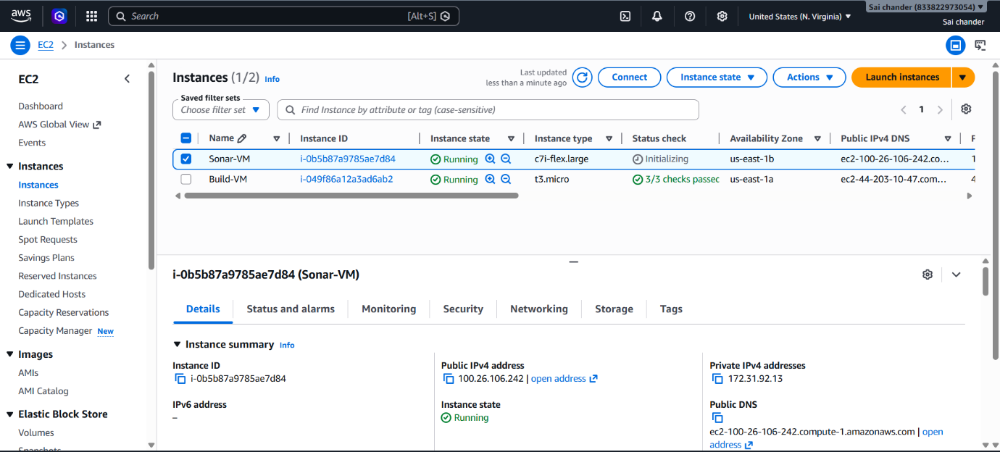 aws
Search [Alt+S]
United States (N. Virginia)
Sai chander (833822973054)
Sai chander
EC2 Instances
EC2
Dashboard
AWS Global View
Events
Instances
Instances
Instance Types
Launch Templates
Spot Requests
Savings Plans
Reserved Instances
Dedicated Hosts
Capacity Reservations
Capacity Manager New
Images
AMIs
AMI Catalog
Elastic Block Store
Volumes
Snapshots
Instances (1/2) Info
Last updated
less than a minute ago
Connect
Instance state
Actions
Launch instances
Saved filter sets
Choose filter set
Find Instance by attribute or tag (case-sensitive)
1
Name Instance ID Instance state Instance type Status check Availability Zone Public IPv4 DNS P
Sonar-VM i-0b5b87a9785ae7d84 Running c7i-flex.large Initializing us-east-1b ec2-100-26-106-242.co... 1
Build-VM i-049f86a12a3ad6ab2 Running t3.micro 3/3 checks passec us-east-1a ec2-44-203-10-47.com... 4
i-0b5b87a9785ae7d84 (Sonar-VM)
Details Status and alarms Monitoring Security Networking Storage Tags
Instance summary Info
Instance ID
i-0b5b87a9785ae7d84
IPv6 address
–
Public IPv4 address
100.26.106.242 | open address
Instance state
Running
Private IPv4 addresses
172.31.92.13
Public DNS
ec2-100-26-106-242.compute-1.amazonaws.com | open
address